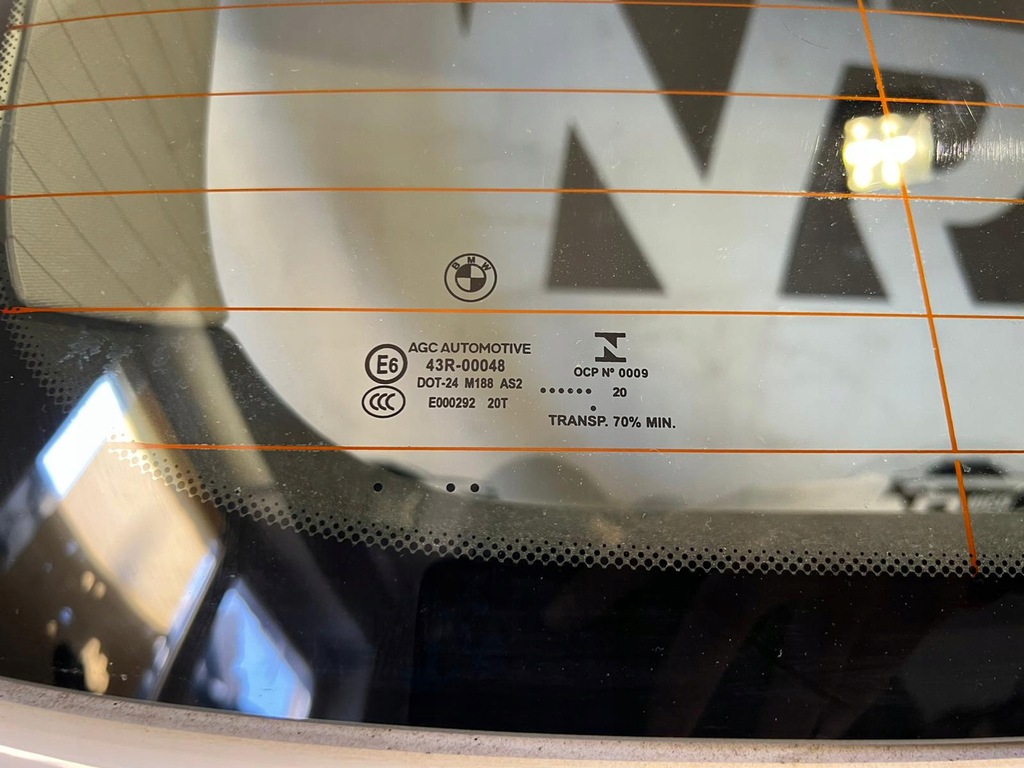 BMW
AGC AUTOMOTIVE
E6
43R-00048
DOT-24 M188 AS2
CCC
E000292 20T
N
OCP Nº 0009
•••••• 20
•
TRANSP. 70% MIN.